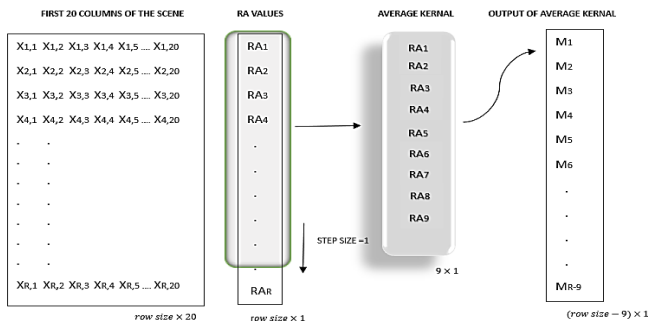 FIRST 20 COLUMNS OF THE SCENE
X1,1 X1,2 X1,3 X1,4 X1,5 .... X1,20
X2,1 X2,2 X2,3 X2,4 X2,5 .... X2,20
X3,1 X3,2 X3,3 X3,4 X3,5 .... X3,20
X4,1 X4,2 X4,3 X4,4 X4,5 .... X4,20
. .
. .
. .
. .
. .
. .
XR,1 XR,2 XR,3 XR,4 XR,5 .... XR,20
row size × 20
RA VALUES
RA1
RA2
RA3
RA4
.
.
.
.
.
.
RAR
row size × 1
STEP SIZE =1
AVERAGE KERNAL
RA1
RA2
RA3
RA4
RA5
RA6
RA7
RA8
RA9
9 × 1
OUTPUT OF AVERAGE KERNAL
M1
M2
M3
M4
M5
M6
.
.
.
.
MR-9
(row size − 9) × 1